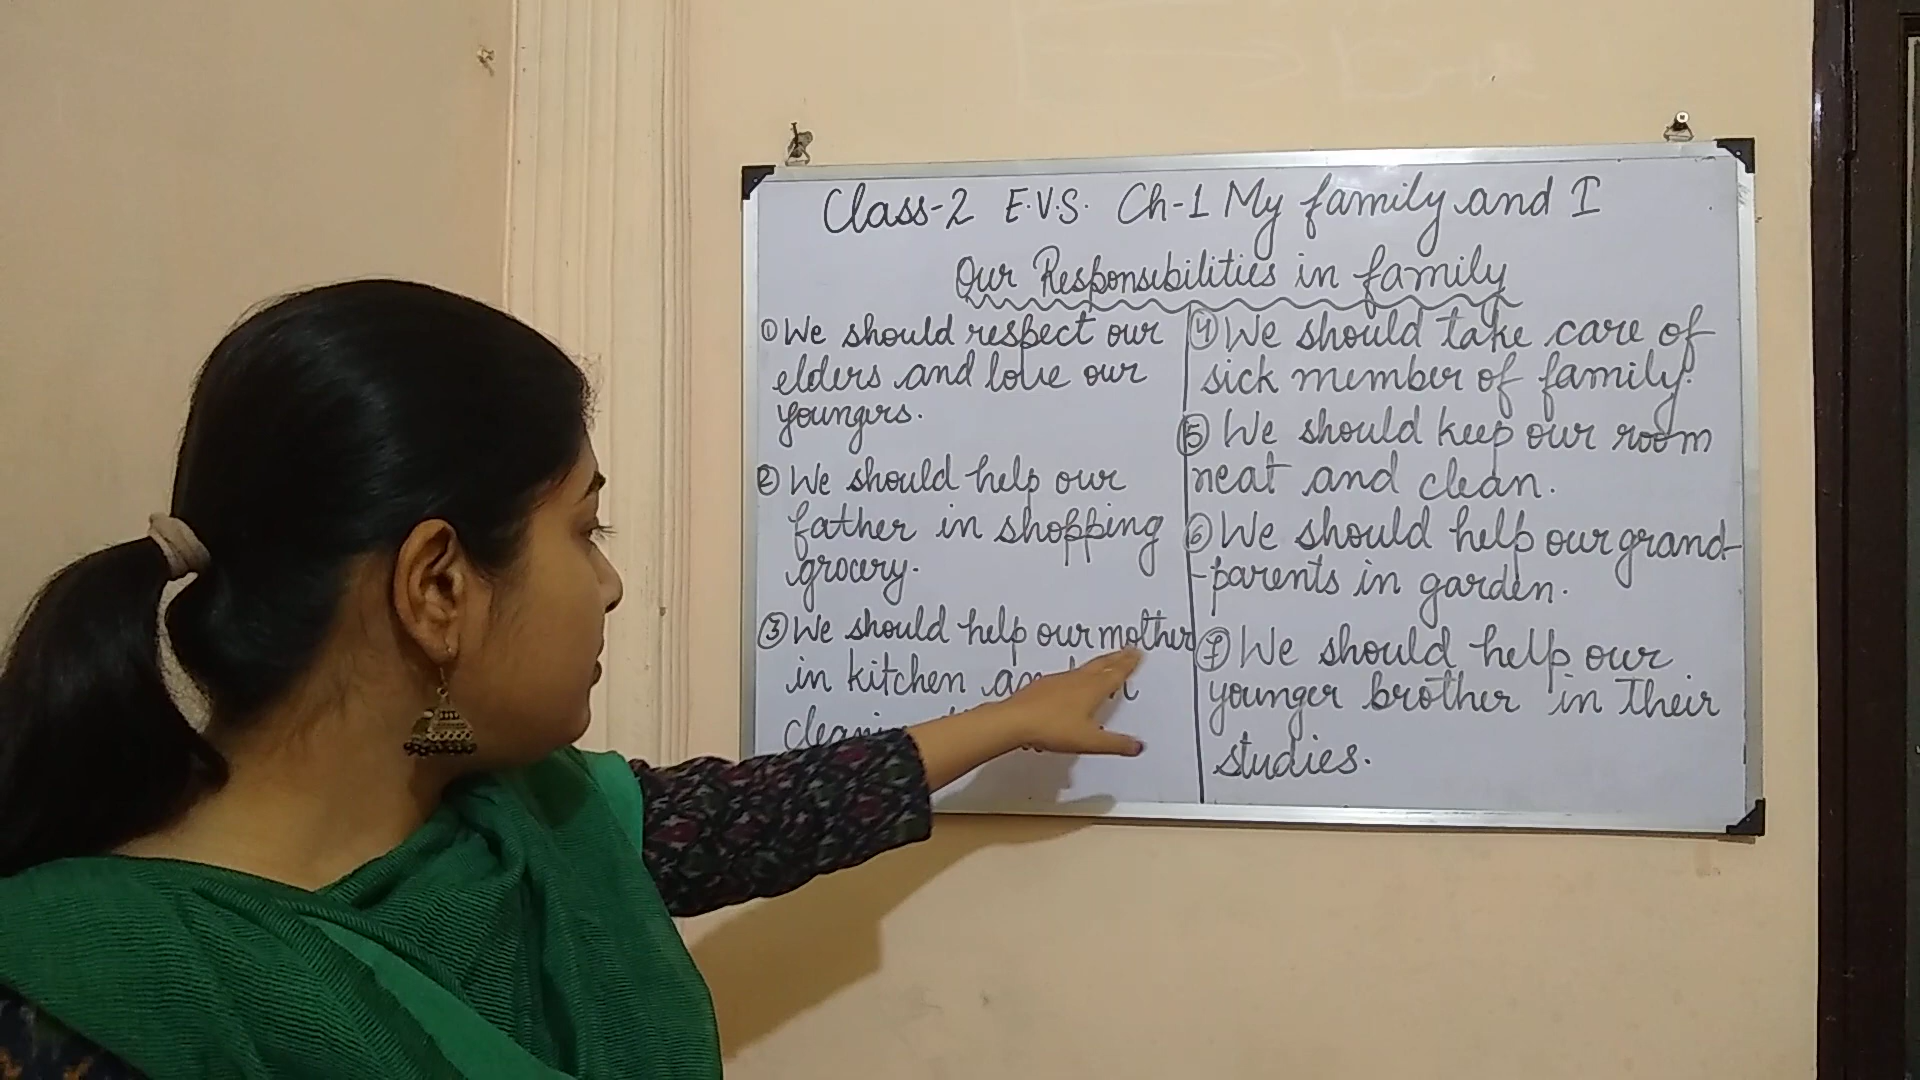 Class-2 E.V.S. Ch-1 My family and I
Our Responsibilities in family
① We should respect our
elders and love our
youngers.
② We should help our
father in shopping
grocery.
③ We should help our mother
in kitchen
④ We should take care of
sick member of family.
⑤ We should keep our room
neat and clean.
⑥ We should help our grand-
-parents in garden.
⑦ We should help our
younger brother in their
studies.